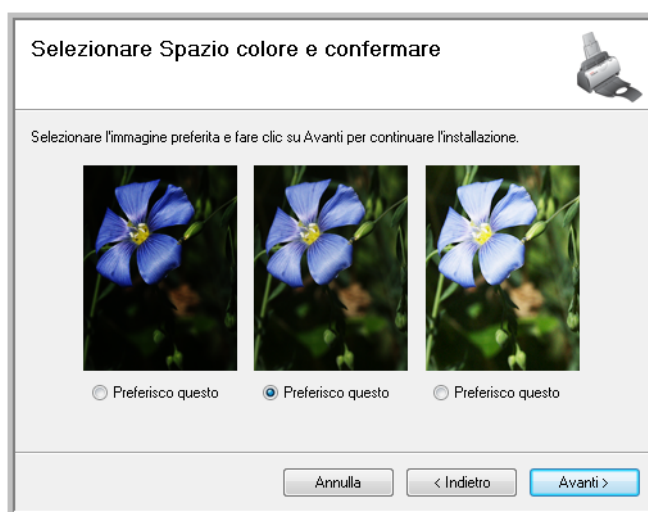 Selezionare Spazio colore e confermare
Selezionare l'immagine preferita e fare clic su Avanti per continuare l'installazione.
Preferisco questo Preferisco questo Preferisco questo
Annulla < Indietro Avanti >